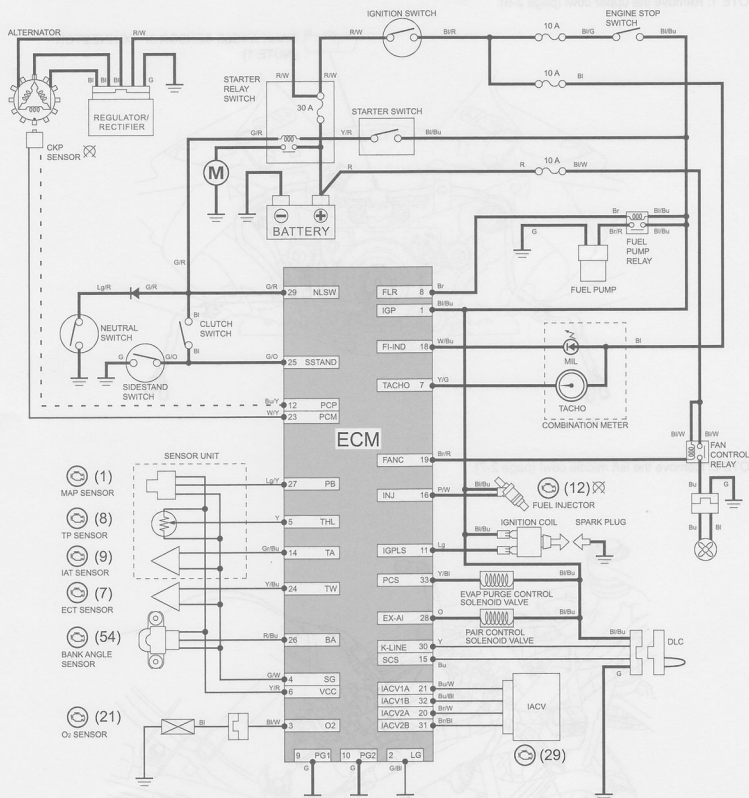 IGNITION SWITCH
ENGINE STOP
SWITCH
ALTERNATOR
R/W
R/W
Bl/R
10 A
Bl/G
Bl/Bu
R/W
R/W
Bl
Bl
Bl
G
STARTER
RELAY
SWITCH
30 A
10 A
Bl
REGULATOR/
RECTIFIER
STARTER SWITCH
CKP
SENSOR
G/R
Y/R
Bl/Bu
M
R
R
10 A
Bl/W
BATTERY
Br
Bl/Bu
G
Br/R
Bl/Bu
FUEL
PUMP
RELAY
FUEL PUMP
G/R
Lg/R
G/R
G/R
29 NLSW
FLR 8
Br
IGP 1
Bl/Bu
NEUTRAL
SWITCH
Bl
CLUTCH
SWITCH
Bl
FI-IND 18
W/Bu
Bl
MIL
G
G/O
G/O
25 SSTAND
SIDESTAND
SWITCH
TACHO 7
Y/G
TACHO
COMBINATION METER
Bu/Y
12 PCP
W/Y
23 PCM
ECM
Bl/W
Bl/W
FAN
CONTROL
RELAY
SENSOR UNIT
FANC 19
Br/R
(1)
MAP SENSOR
Lg/Y
27 PB
INJ 16
Bl/Bu
P/W
(12)
FUEL INJECTOR
Bu
G
Bu
Bl
(8)
TP SENSOR
Y
5 THL
IGNITION COIL
SPARK PLUG
Bl/Bu
(9)
IAT SENSOR
Gr/Bu
14 TA
IGPLS 11
Lg
(7)
ECT SENSOR
Y/Bu
24 TW
PCS 33
Y/Bl
Bl/Bu
EVAP PURGE CONTROL
SOLENOID VALVE
EX-AI 28
O
Bl/Bu
PAIR CONTROL
SOLENOID VALVE
(54)
BANK ANGLE
SENSOR
R/Bu
26 BA
K-LINE 30
Y
Bl/Bu
DLC
SCS 15
Bu
G
G/W
4 SG
Y/R
6 VCC
IACV1A 21
Bu/W
IACV1B 32
Bu/Bl
IACV2A 20
Br/W
IACV2B 31
Br/Bl
IACV
(21)
O2 SENSOR
Bl
Bl/W
3 O2
(29)
9 PG1
10 PG2
2 LG
G
G
G/Bl